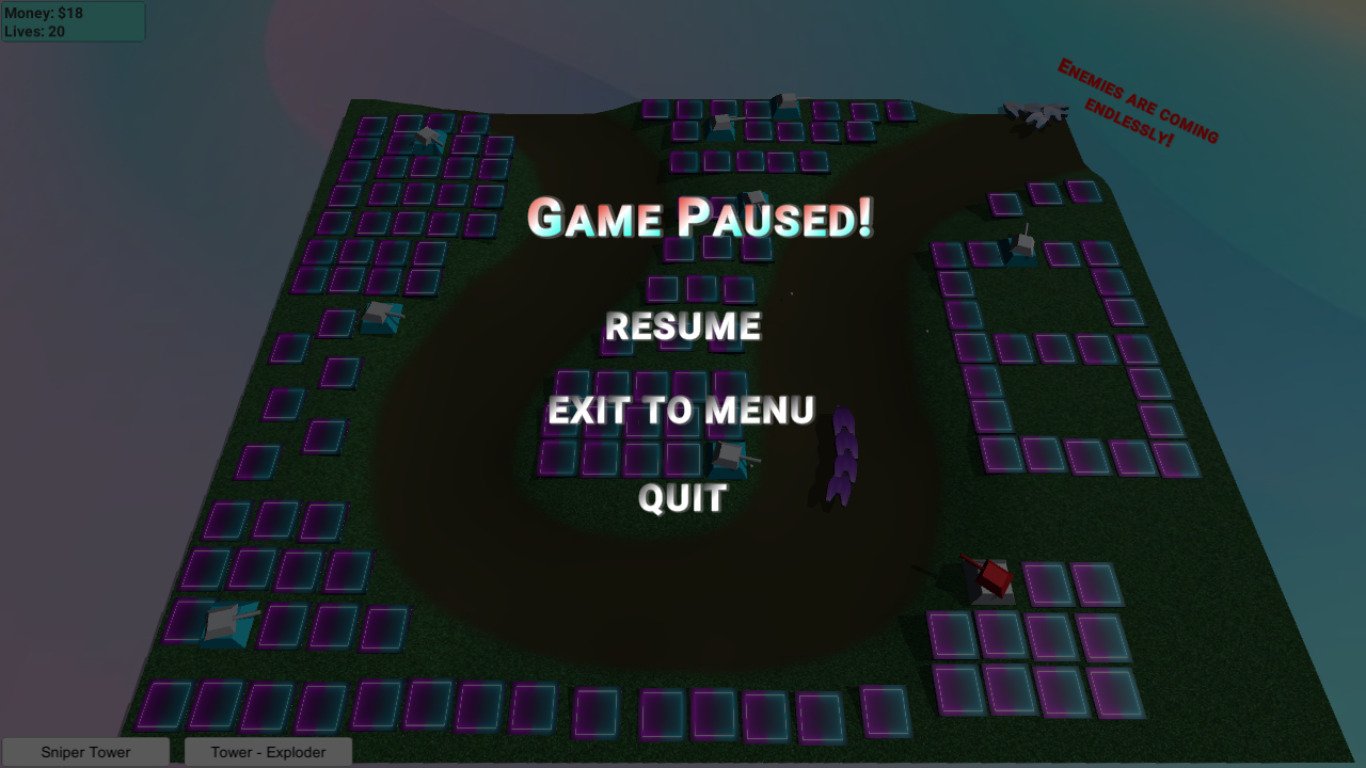 Money: $18
Lives: 20
ENEMIES ARE COMING
ENDLESSLY!
GAME PAUSED!
RESUME
EXIT TO MENU
QUIT
Sniper Tower
Tower - Exploder